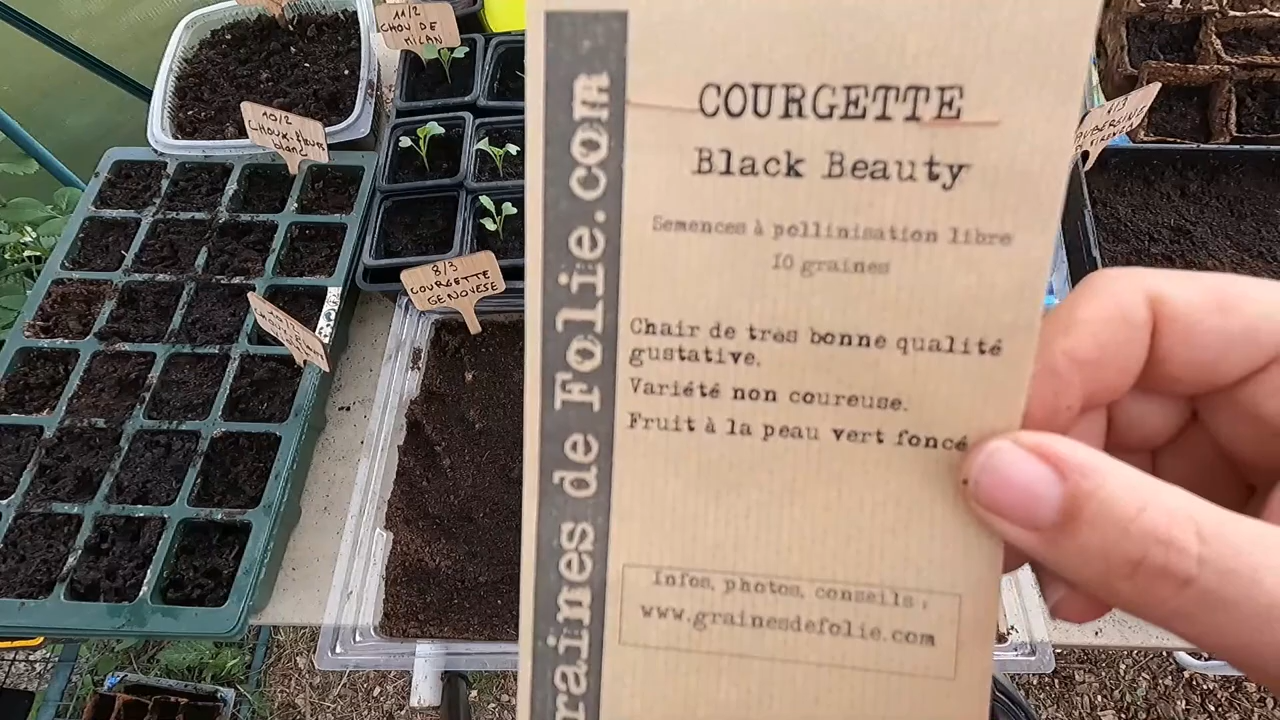 11/2
CHOU DE
MILAN
10/2
CHOUX-fleurs
blanc
8/3
COURGETTE
GENOVESE
raines de Folie.com
COURGETTE
Black Beauty
Semences à pollinisation libre
10 graines
Chair de très bonne qualité
gustative.
Variété non coureuse.
Fruit à la peau vert foncé
Infos, photos, conseils :
www.grainesdefolie.com